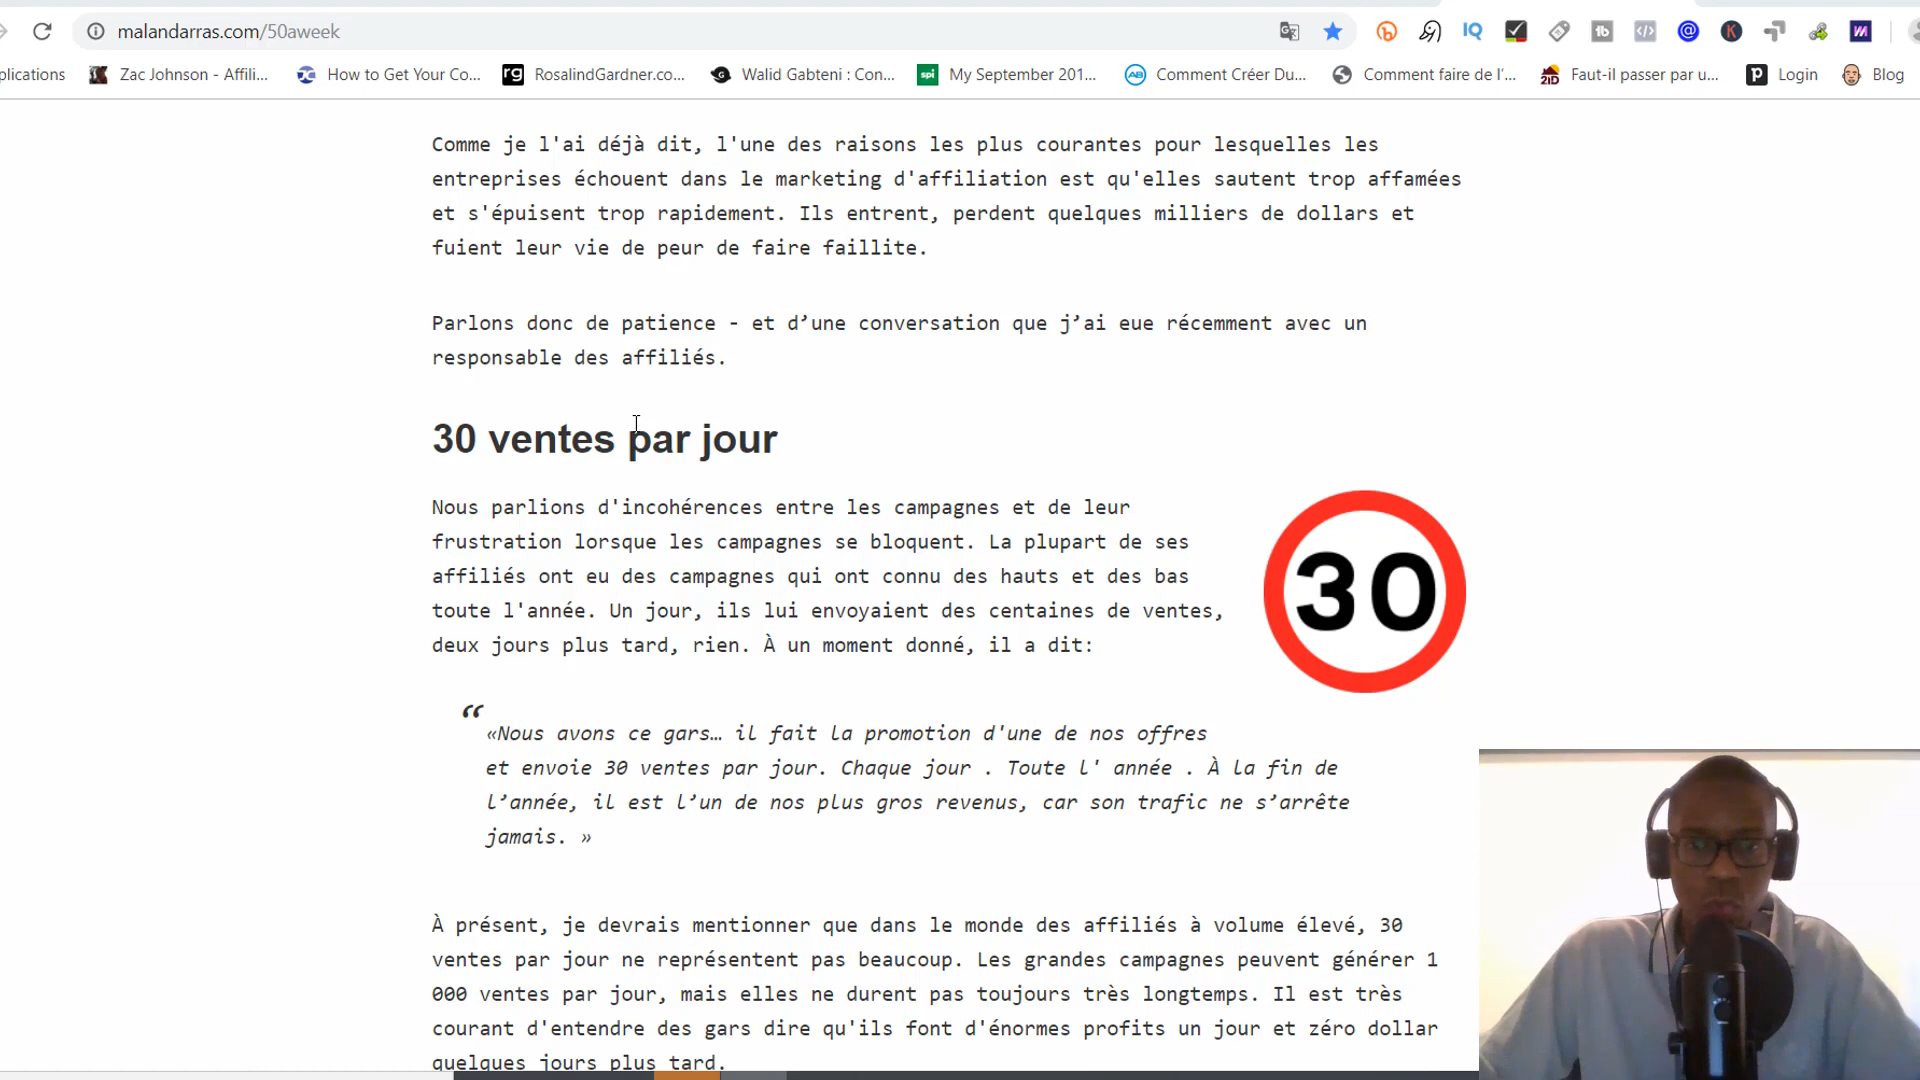 malandarras.com/50aweek
plications
Zac Johnson - Affili...
How to Get Your Co...
rg
RosalindGardner.co...
Walid Gabteni : Con...
spi
My September 201...
AB
Comment Créer Du...
Comment faire de l'...
21D
Faut-il passer par u...
Login
Blog
IQ
Comme je l'ai déjà dit, l'une des raisons les plus courantes pour lesquelles les
entreprises échouent dans le marketing d'affiliation est qu'elles sautent trop affamées
et s'épuisent trop rapidement. Ils entrent, perdent quelques milliers de dollars et
fuient leur vie de peur de faire faillite.
Parlons donc de patience - et d’une conversation que j’ai eue récemment avec un
responsable des affiliés.
30 ventes par jour
Nous parlions d'incohérences entre les campagnes et de leur
frustration lorsque les campagnes se bloquent. La plupart de ses
affiliés ont eu des campagnes qui ont connu des hauts et des bas
toute l'année. Un jour, ils lui envoyaient des centaines de ventes,
deux jours plus tard, rien. À un moment donné, il a dit:
30
“
«Nous avons ce gars… il fait la promotion d'une de nos offres
et envoie 30 ventes par jour. Chaque jour . Toute l' année . À la fin de
l’année, il est l’un de nos plus gros revenus, car son trafic ne s’arrête
jamais. »
À présent, je devrais mentionner que dans le monde des affiliés à volume élevé, 30
ventes par jour ne représentent pas beaucoup. Les grandes campagnes peuvent générer 1
000 ventes par jour, mais elles ne durent pas toujours très longtemps. Il est très
courant d'entendre des gars dire qu'ils font d'énormes profits un jour et zéro dollar
quelques jours plus tard.